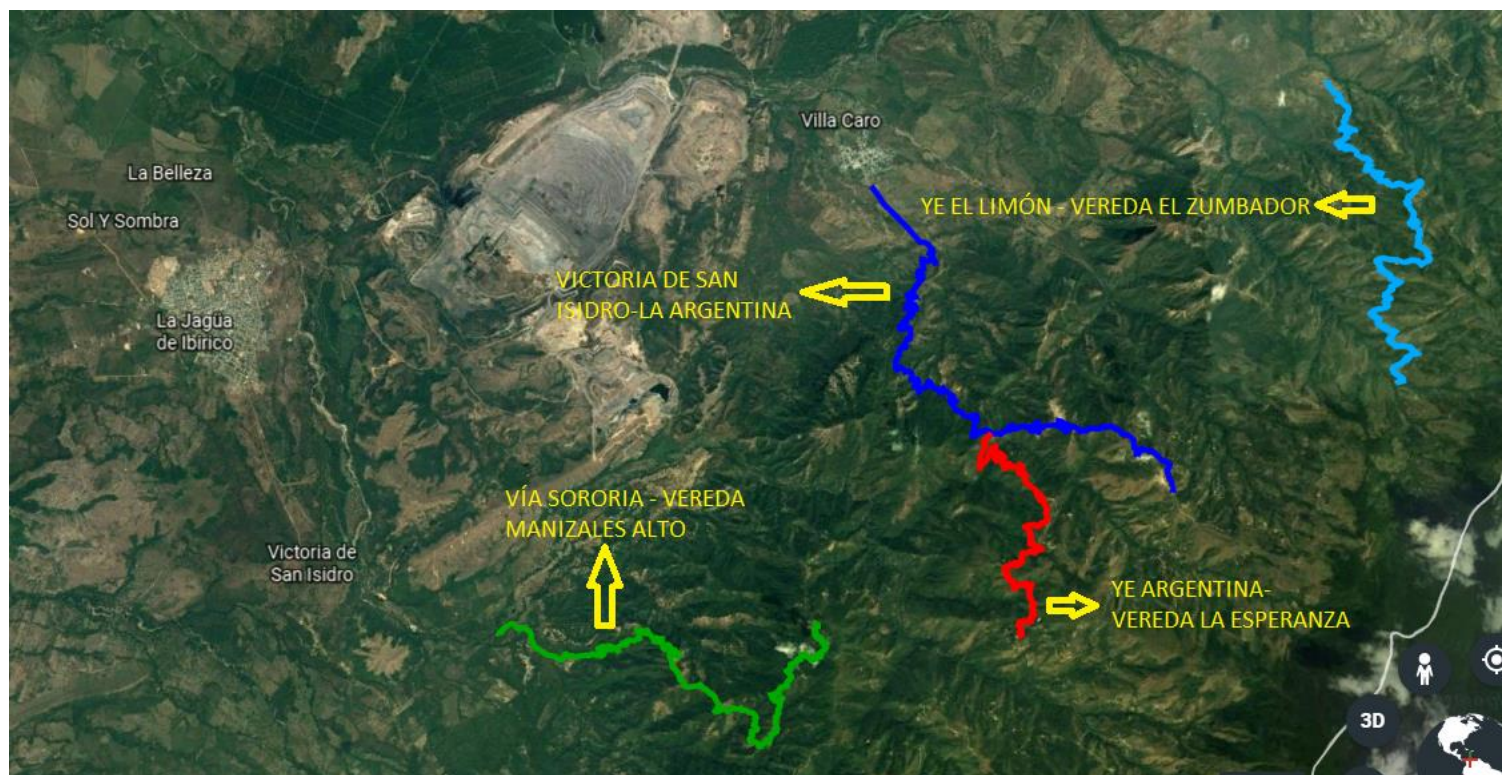 Villa Caro
La Belleza
YE EL LIMÓN - VEREDA EL ZUMBADOR
Sol Y Sombra
VICTORIA DE SAN
ISIDRO-LA ARGENTINA
La Jagüa
de Ibirico
VÍA SORORIA - VEREDA
MANIZALES ALTO
Victoria de
San Isidro
YE ARGENTINA-
VEREDA LA ESPERANZA
3D